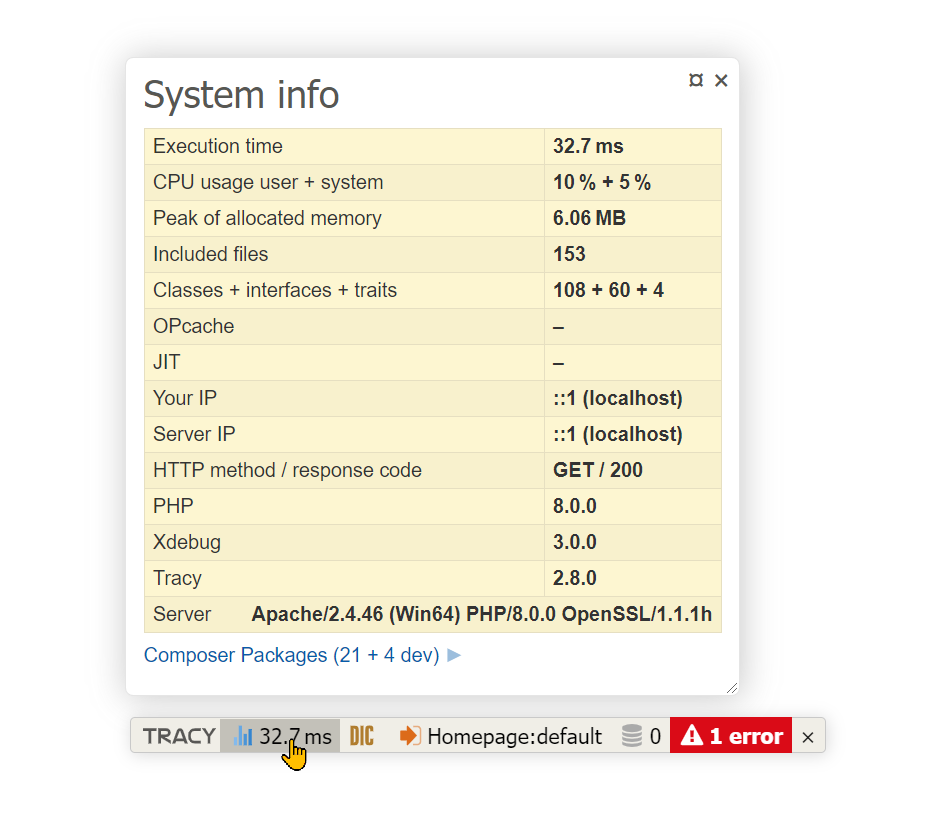 System info ¤ ×
Execution time 32.7 ms
CPU usage user + system 10 % + 5 %
Peak of allocated memory 6.06 MB
Included files 153
Classes + interfaces + traits 108 + 60 + 4
OPcache –
JIT –
Your IP ::1 (localhost)
Server IP ::1 (localhost)
HTTP method / response code GET / 200
PHP 8.0.0
Xdebug 3.0.0
Tracy 2.8.0
Server Apache/2.4.46 (Win64) PHP/8.0.0 OpenSSL/1.1.1h
Composer Packages (21 + 4 dev) ►
TRACY 32.7 ms DIC Homepage:default 0 1 error ×